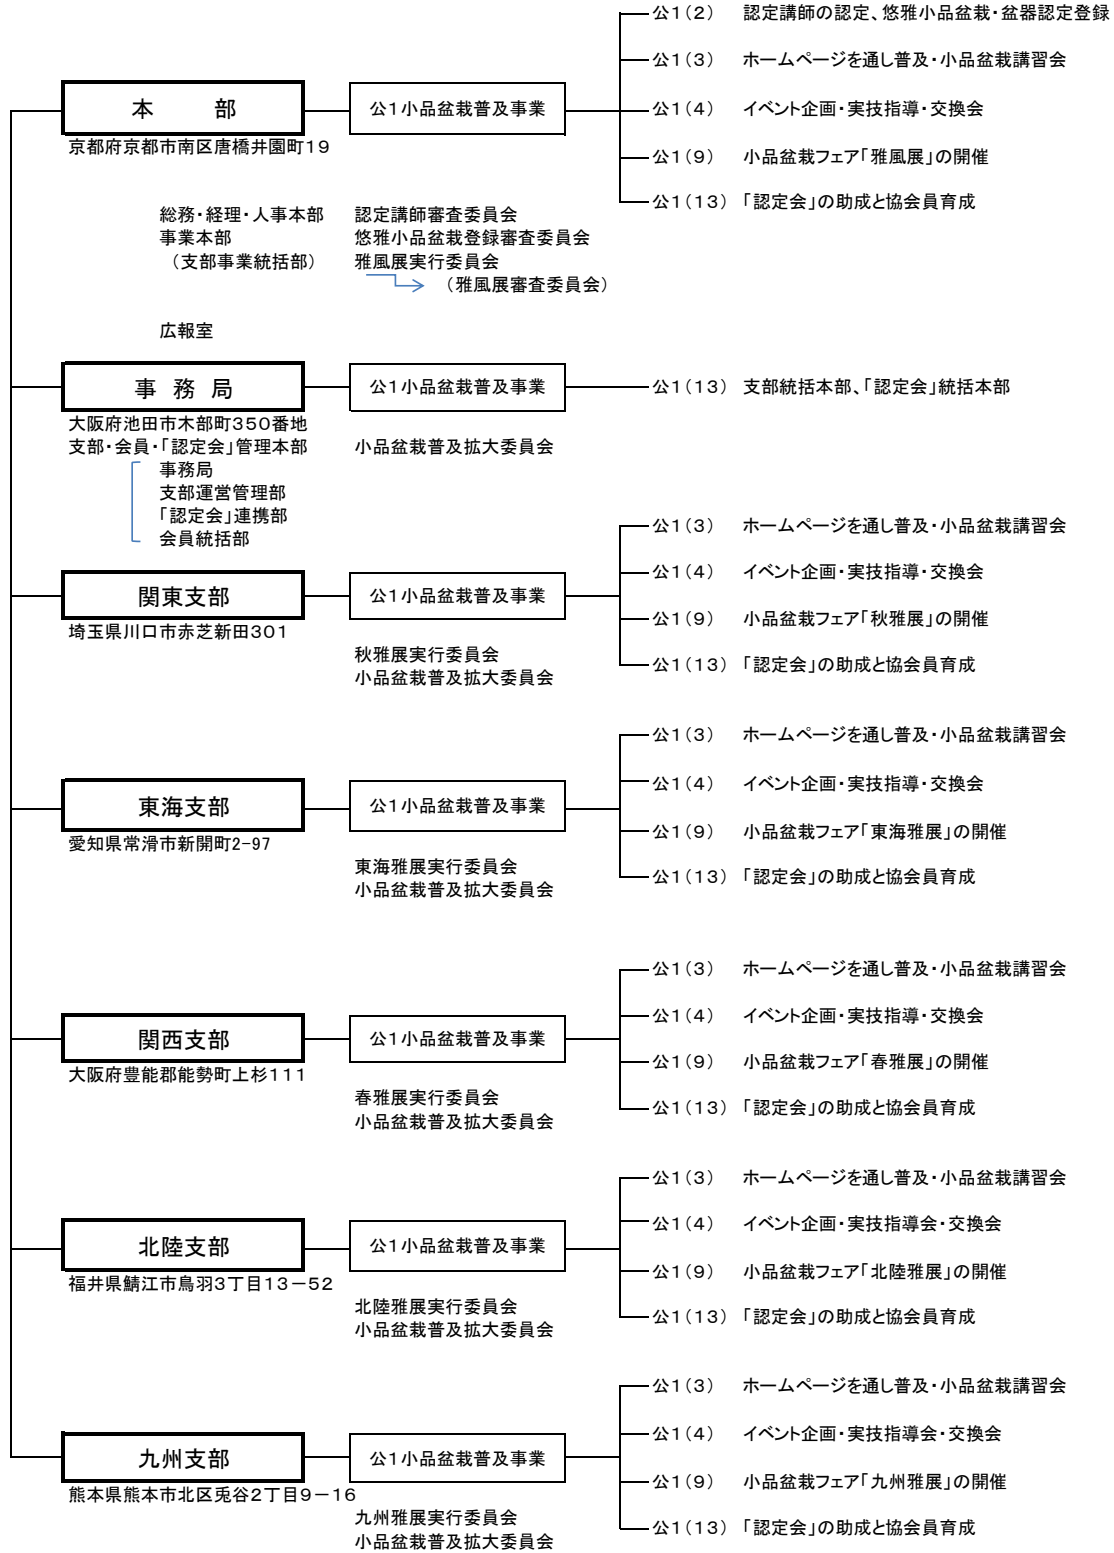 公１（２）　認定講師の認定、悠雅小品盆栽・盆器認定登録
公１（３）　ホームページを通し普及・小品盆栽講習会
本　　部　公１小品盆栽普及事業　公１（４）　イベント企画・実技指導・交換会
京都府京都市南区唐橋井園町１９
公１（９）　小品盆栽フェア「雅風展」の開催
公１（１３）　「認定会」の助成と協会員育成
総務・経理・人事本部　認定講師審査委員会
事業本部　悠雅小品盆栽登録審査委員会
（支部事業統括部）　雅風展実行委員会
（雅風展審査委員会）
広報室
事 務 局　公１小品盆栽普及事業　公１（１３）　支部統括本部、「認定会」統括本部
大阪府池田市木部町３５０番地
支部・会員・「認定会」管理本部　小品盆栽普及拡大委員会
事務局
支部運営管理部
「認定会」連携部
会員統括部
公１（３）　ホームページを通し普及・小品盆栽講習会
公１（４）　イベント企画・実技指導・交換会
関東支部　公１小品盆栽普及事業
公１（９）　小品盆栽フェア「秋雅展」の開催
埼玉県川口市赤芝新田３０１
秋雅展実行委員会
公１（１３）　「認定会」の助成と協会員育成
小品盆栽普及拡大委員会
公１（３）　ホームページを通し普及・小品盆栽講習会
公１（４）　イベント企画・実技指導・交換会
東海支部　公１小品盆栽普及事業
公１（９）　小品盆栽フェア「東海雅展」の開催
愛知県常滑市新開町2-97
東海雅展実行委員会
公１（１３）　「認定会」の助成と協会員育成
小品盆栽普及拡大委員会
公１（３）　ホームページを通し普及・小品盆栽講習会
公１（４）　イベント企画・実技指導・交換会
関西支部　公１小品盆栽普及事業
公１（９）　小品盆栽フェア「春雅展」の開催
大阪府豊能郡能勢町上杉１１１
春雅展実行委員会
公１（１３）　「認定会」の助成と協会員育成
小品盆栽普及拡大委員会
公１（３）　ホームページを通し普及・小品盆栽講習会
公１（４）　イベント企画・実技指導会・交換会
北陸支部　公１小品盆栽普及事業
公１（９）　小品盆栽フェア「北陸雅展」の開催
福井県鯖江市鳥羽３丁目１３－５２
北陸雅展実行委員会
公１（１３）　「認定会」の助成と協会員育成
小品盆栽普及拡大委員会
公１（３）　ホームページを通し普及・小品盆栽講習会
公１（４）　イベント企画・実技指導会・交換会
九州支部　公１小品盆栽普及事業
公１（９）　小品盆栽フェア「九州雅展」の開催
熊本県熊本市北区兎谷２丁目９－１６
九州雅展実行委員会
公１（１３）　「認定会」の助成と協会員育成
小品盆栽普及拡大委員会